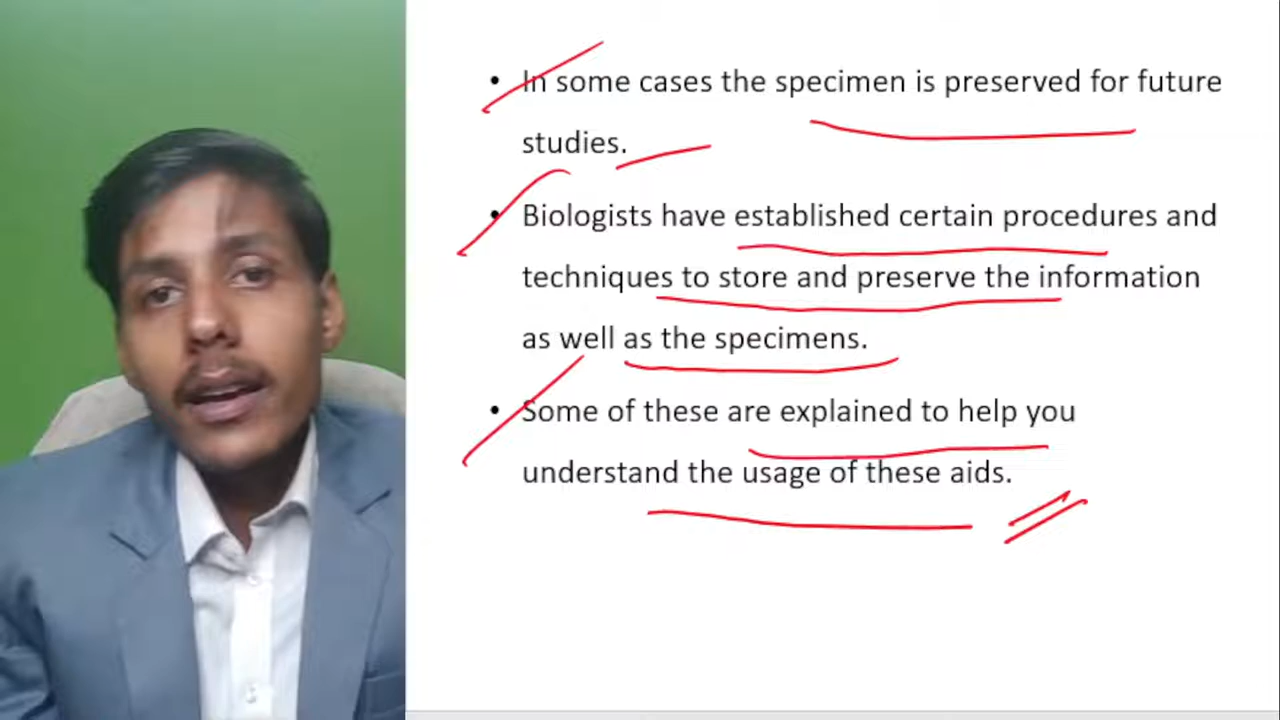 • In some cases the specimen is preserved for future
studies.
• Biologists have established certain procedures and
techniques to store and preserve the information
as well as the specimens.
• Some of these are explained to help you
understand the usage of these aids.